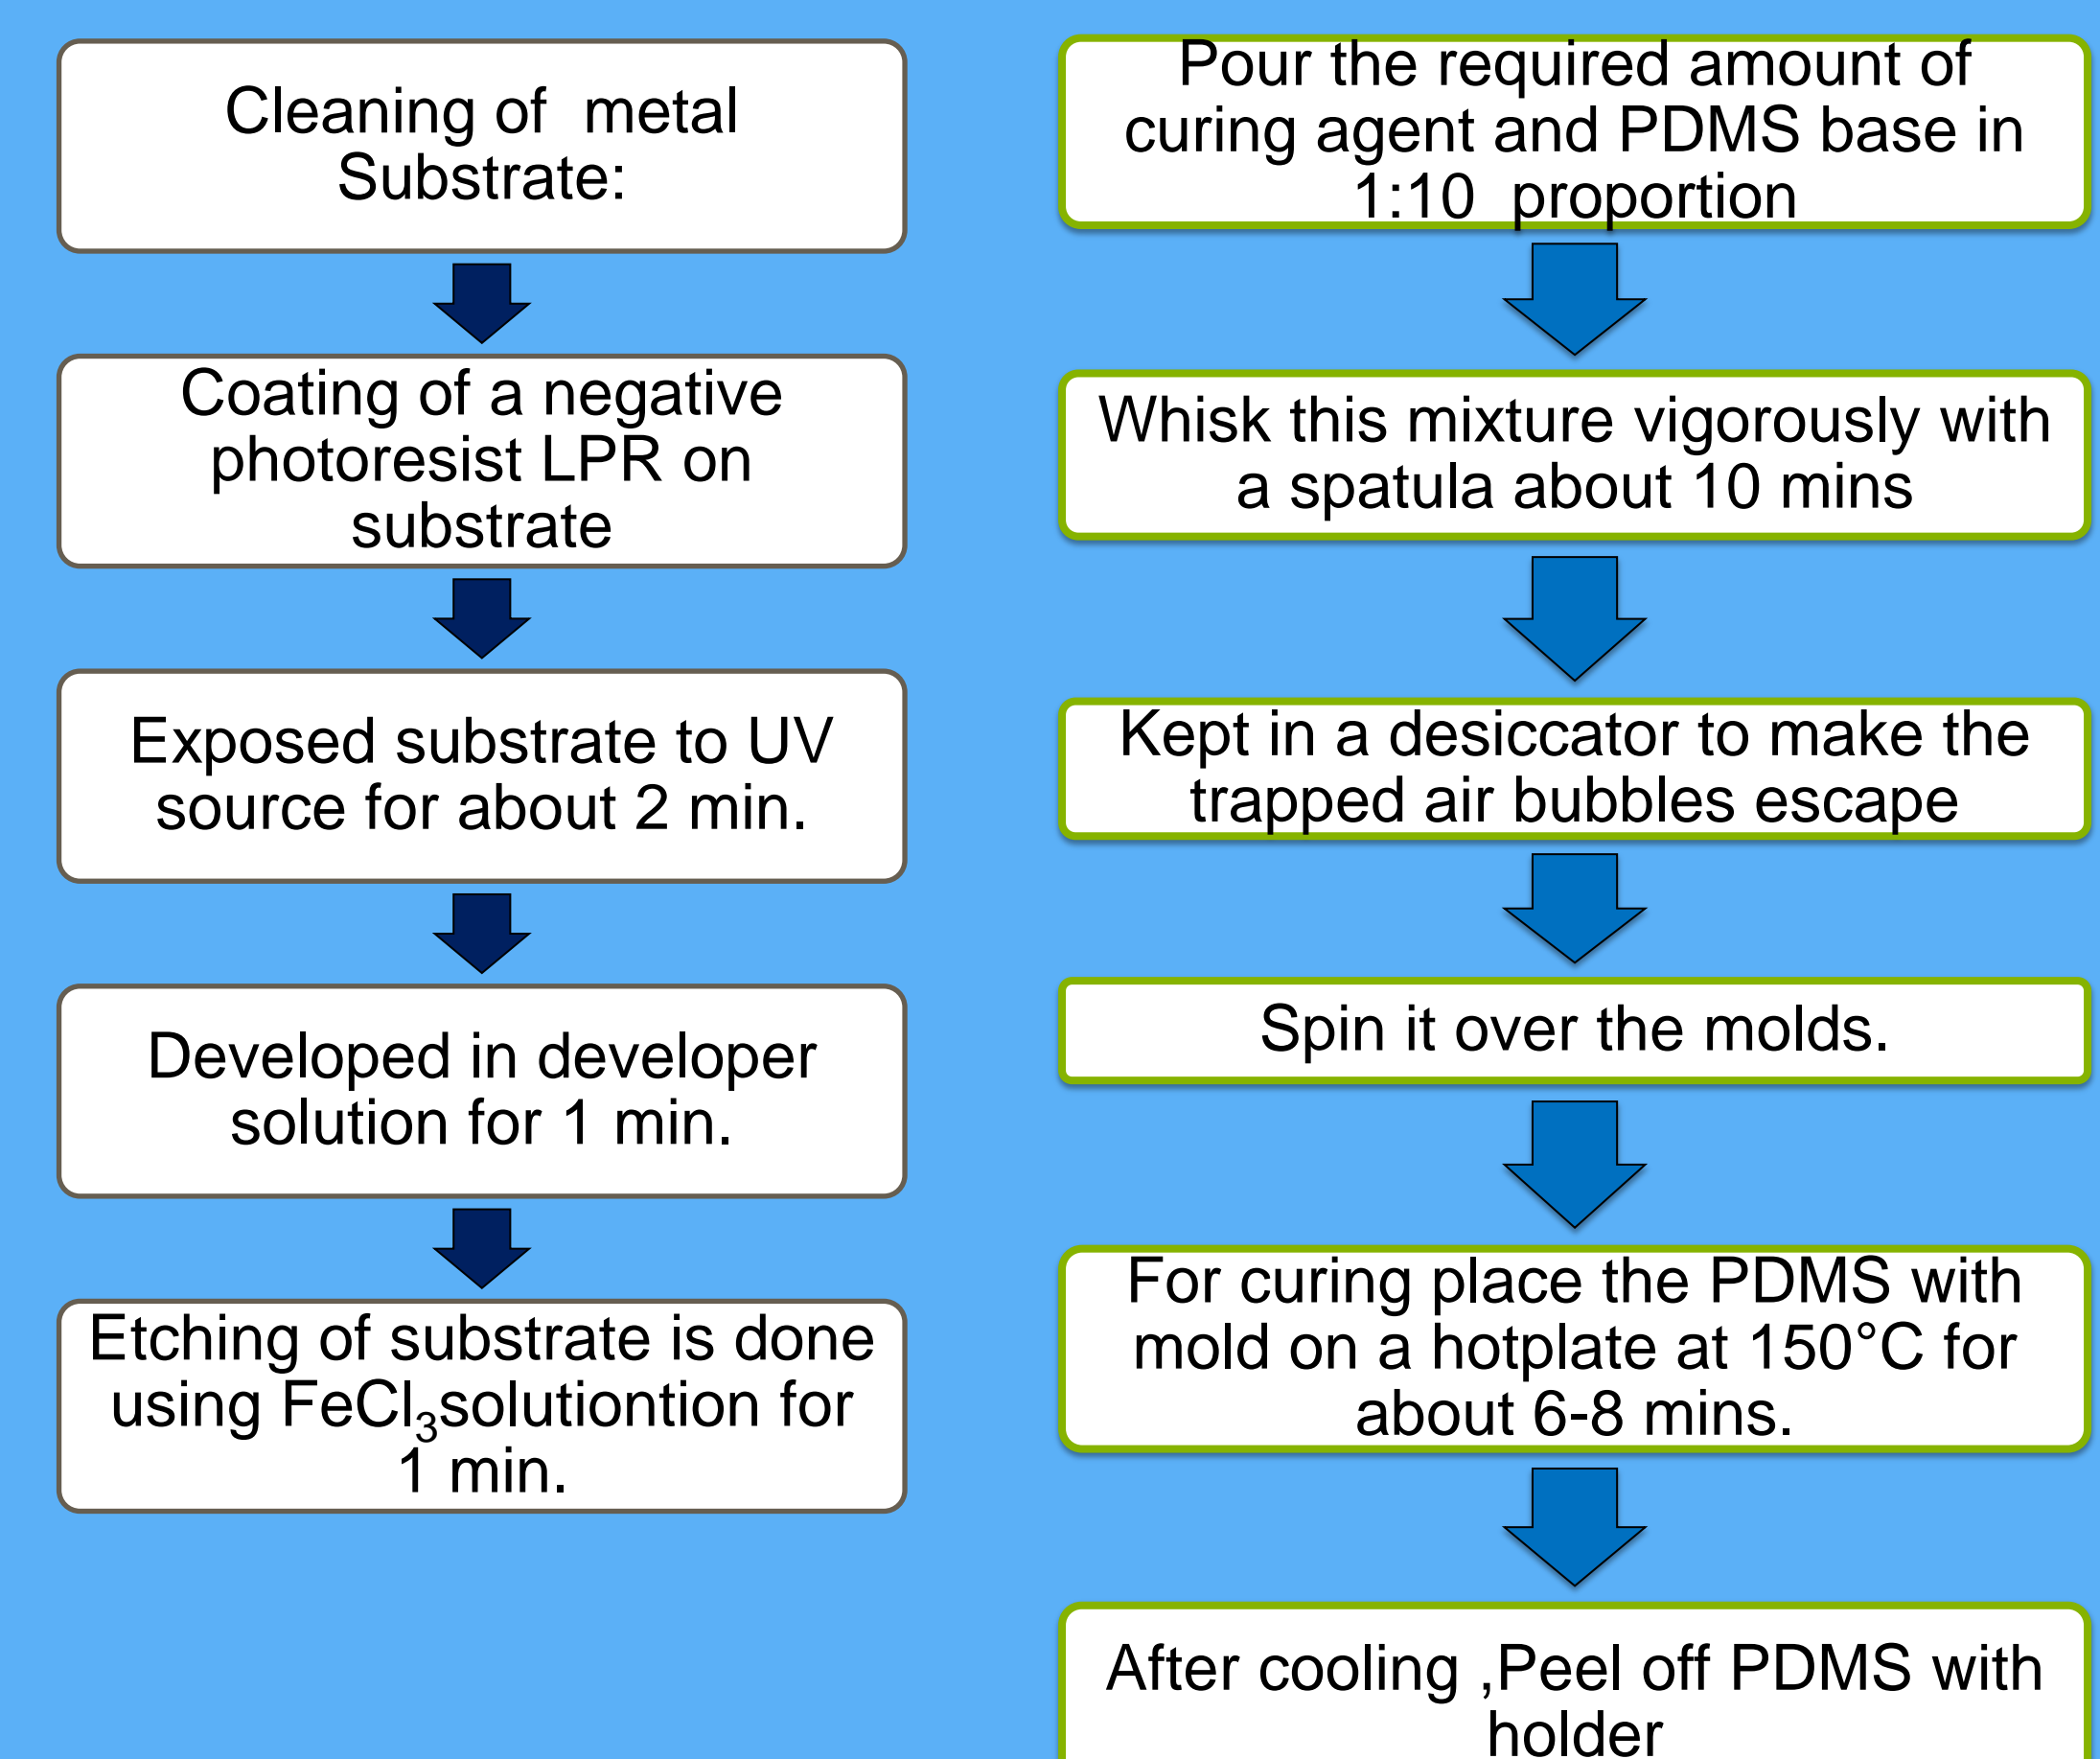 Cleaning of metal
Substrate:
Coating of a negative
photoresist LPR on
substrate
Exposed substrate to UV
source for about 2 min.
Developed in developer
solution for 1 min.
Etching of substrate is done
using FeCl₃solutiontion for
1 min.
Pour the required amount of
curing agent and PDMS base in
1:10 proportion
Whisk this mixture vigorously with
a spatula about 10 mins
Kept in a desiccator to make the
trapped air bubbles escape
Spin it over the molds.
For curing place the PDMS with
mold on a hotplate at 150°C for
about 6-8 mins.
After cooling ,Peel off PDMS with
holder